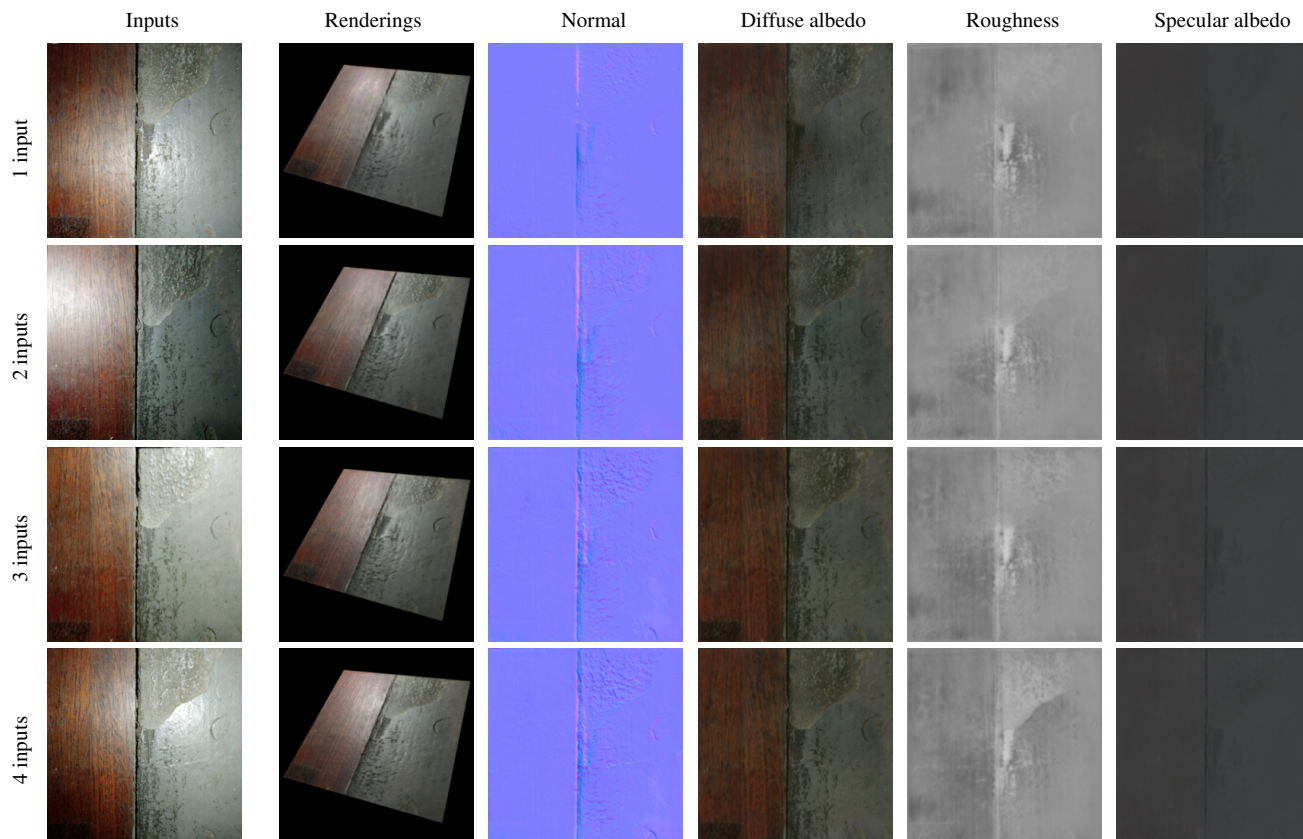 Inputs Renderings Normal Diffuse albedo Roughness Specular albedo
1 input
2 inputs
3 inputs
4 inputs